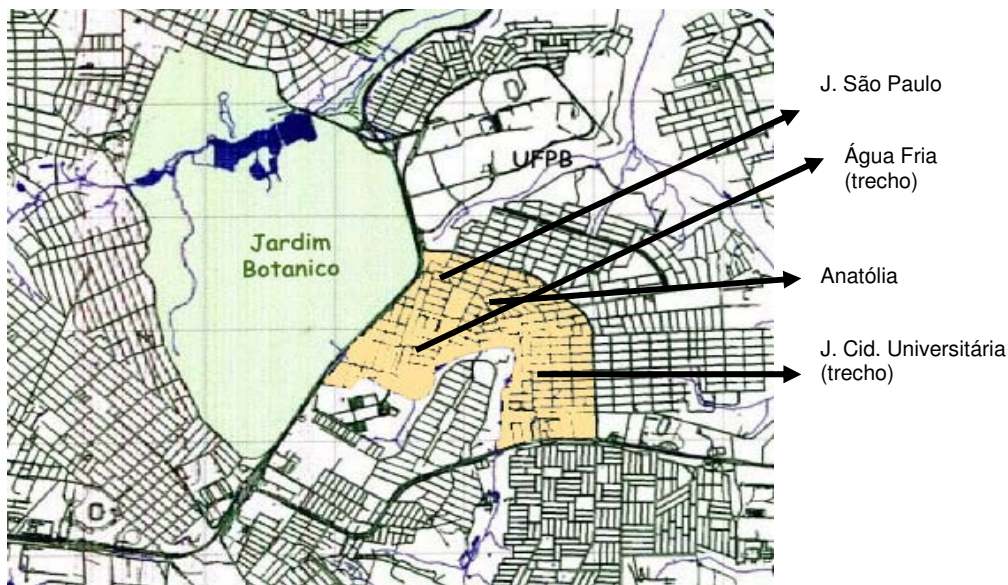 J. São Paulo
Água Fria
(trecho)
UFPB
Jardim
Botanico
Anatólia
J. Cid. Universitária
(trecho)